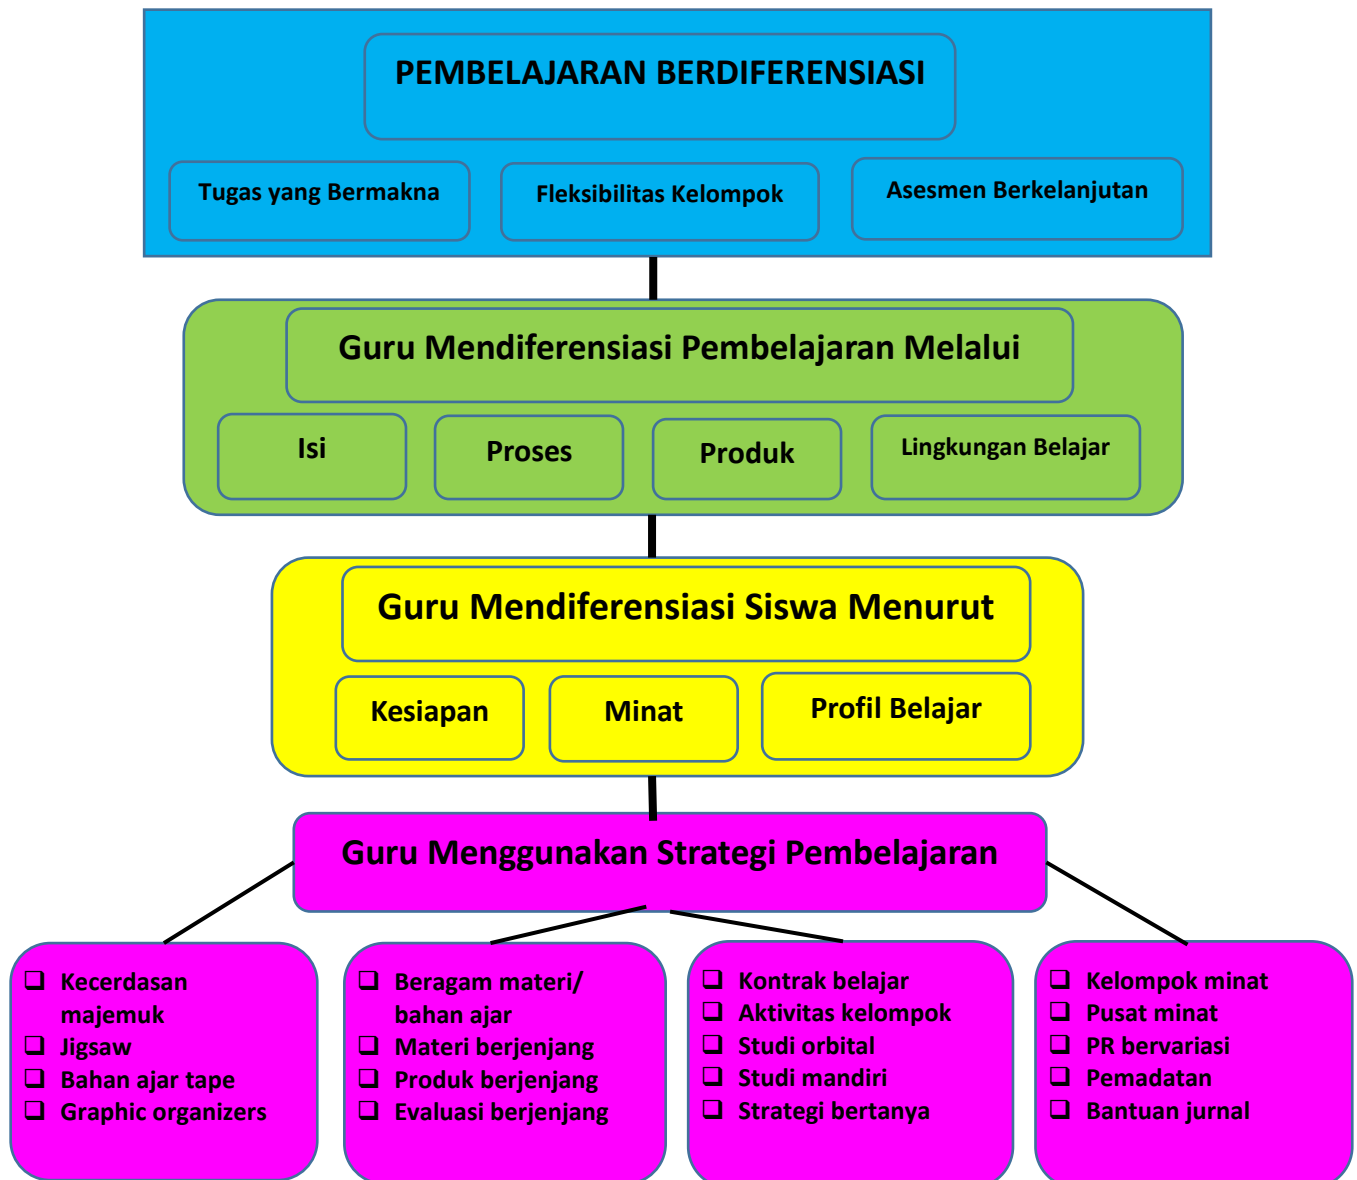 PEMBELAJARAN BERDIFERENSIASI
Tugas yang Bermakna
Fleksibilitas Kelompok
Asesmen Berkelanjutan
Guru Mendiferensiasi Pembelajaran Melalui
Isi
Proses
Produk
Lingkungan Belajar
Guru Mendiferensiasi Siswa Menurut
Kesiapan
Minat
Profil Belajar
Guru Menggunakan Strategi Pembelajaran
❑ Kecerdasan
majemuk
❑ Jigsaw
❑ Bahan ajar tape
❑ Graphic organizers
❑ Beragam materi/
bahan ajar
❑ Materi berjenjang
❑ Produk berjenjang
❑ Evaluasi berjenjang
❑ Kontrak belajar
❑ Aktivitas kelompok
❑ Studi orbital
❑ Studi mandiri
❑ Strategi bertanya
❑ Kelompok minat
❑ Pusat minat
❑ PR bervariasi
❑ Pemadatan
❑ Bantuan jurnal